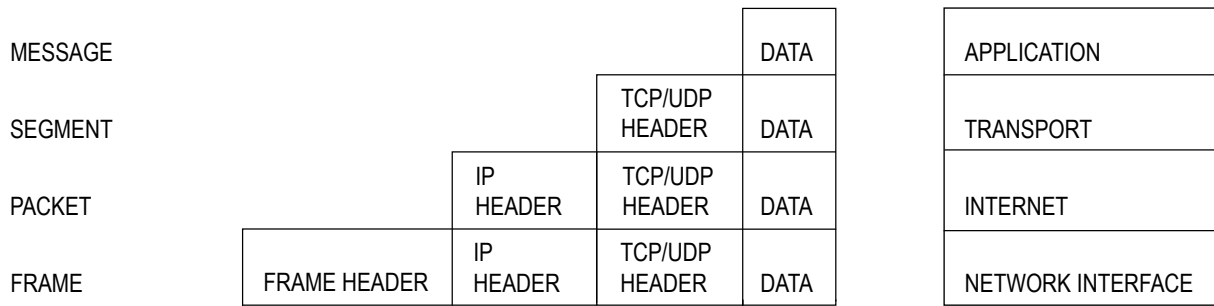 MESSAGE DATA APPLICATION
TCP/UDP
SEGMENT HEADER DATA TRANSPORT
IP TCP/UDP
PACKET HEADER HEADER DATA INTERNET
IP TCP/UDP
FRAME FRAME HEADER HEADER HEADER DATA NETWORK INTERFACE